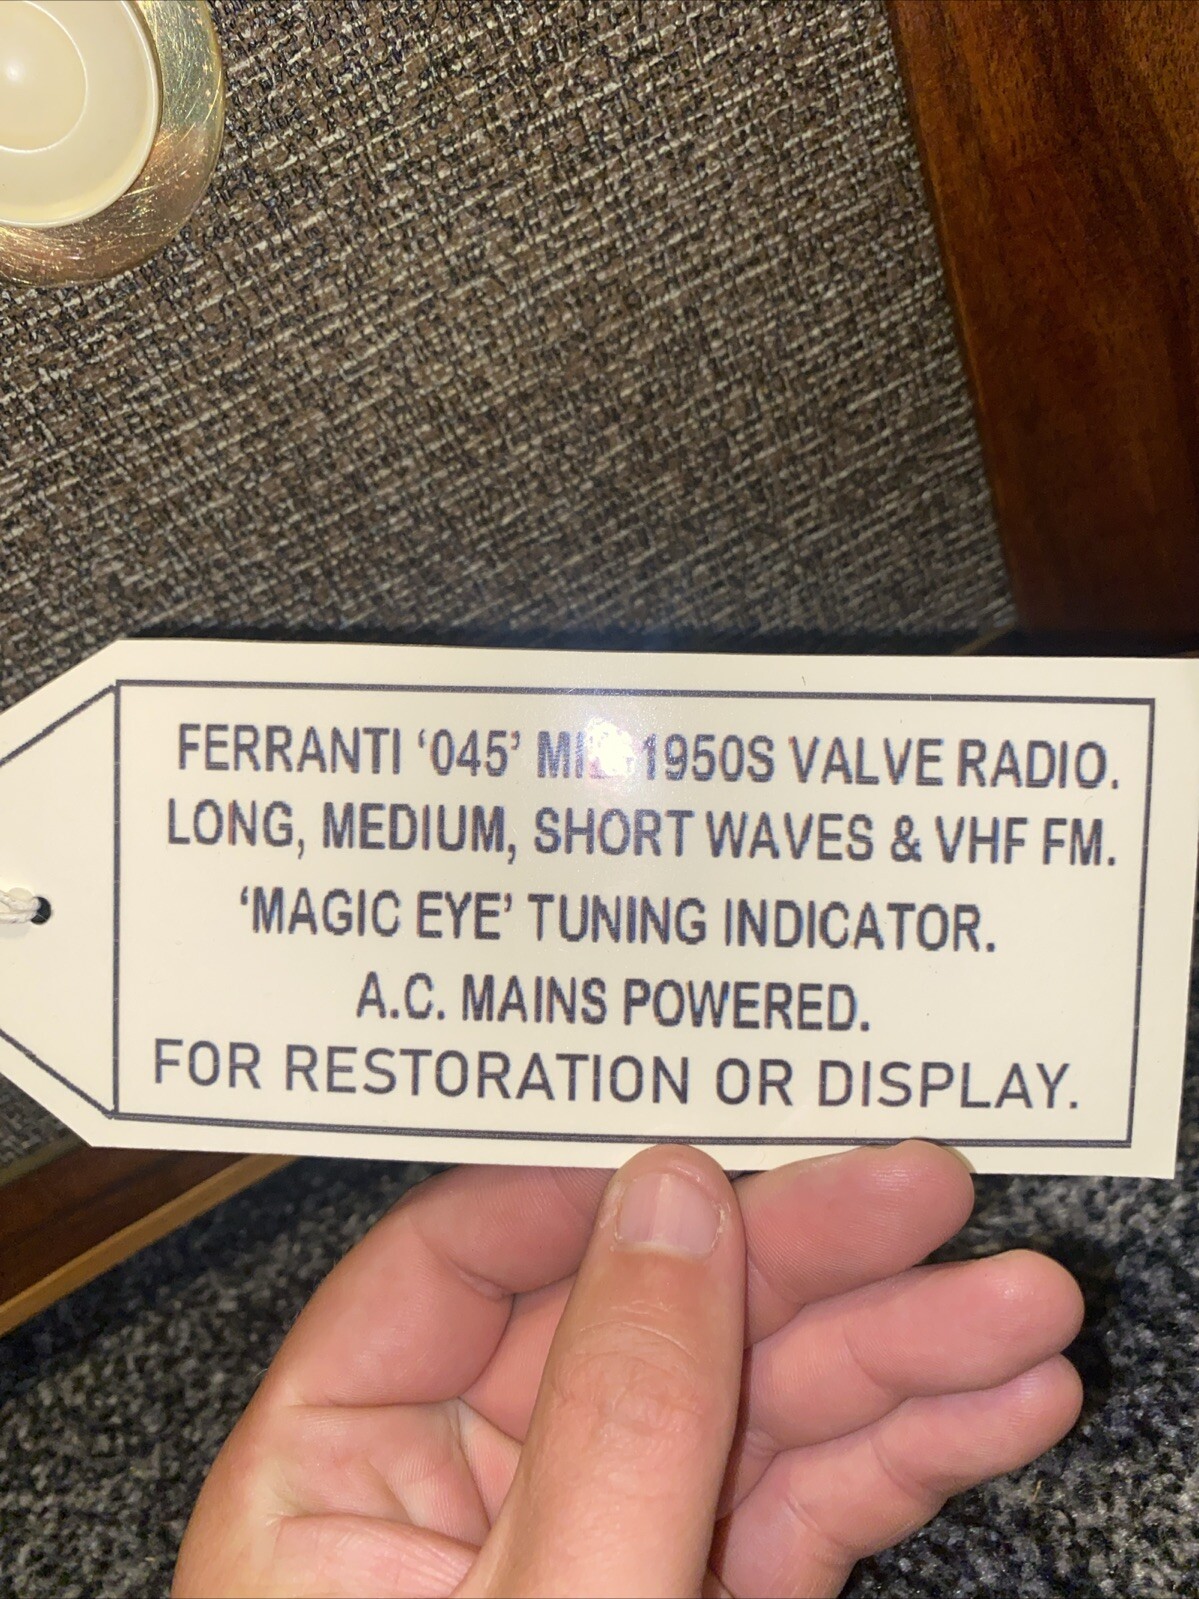 FERRANTI ‘045’ MID 1950S VALVE RADIO.
LONG, MEDIUM, SHORT WAVES & VHF FM.
‘MAGIC EYE’ TUNING INDICATOR.
A.C. MAINS POWERED.
FOR RESTORATION OR DISPLAY.